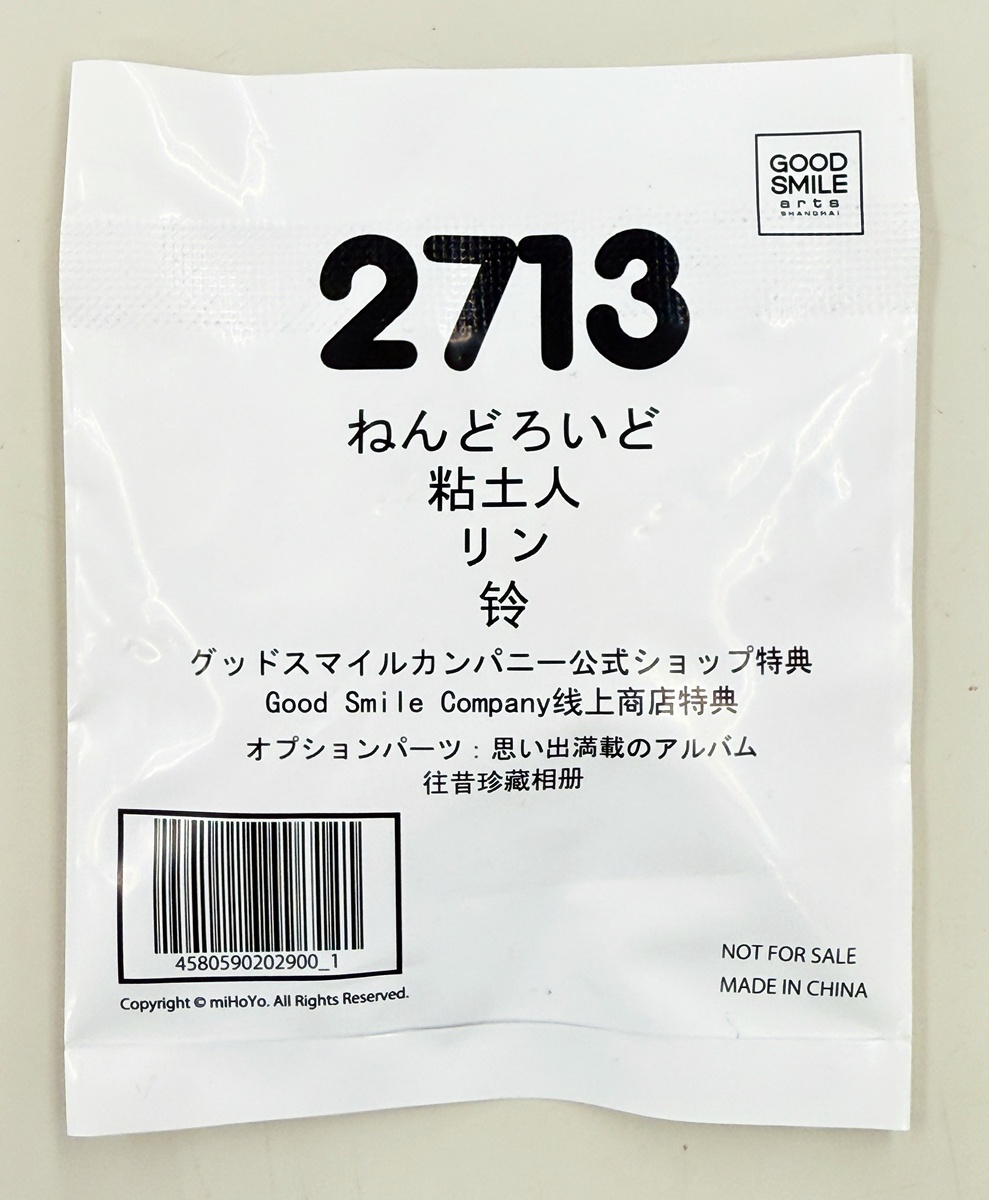 GOOD
SMILE
arts
SHANGHAI
2713
ねんどろいど
粘土人
リン
铃
グッドスマイルカンパニー公式ショップ特典
Good Smile Company线上商店特典
オプションパーツ：思い出満載のアルバム
往昔珍藏相册
4580590202900_1
Copyright © miHoYo. All Rights Reserved.
NOT FOR SALE
MADE IN CHINA